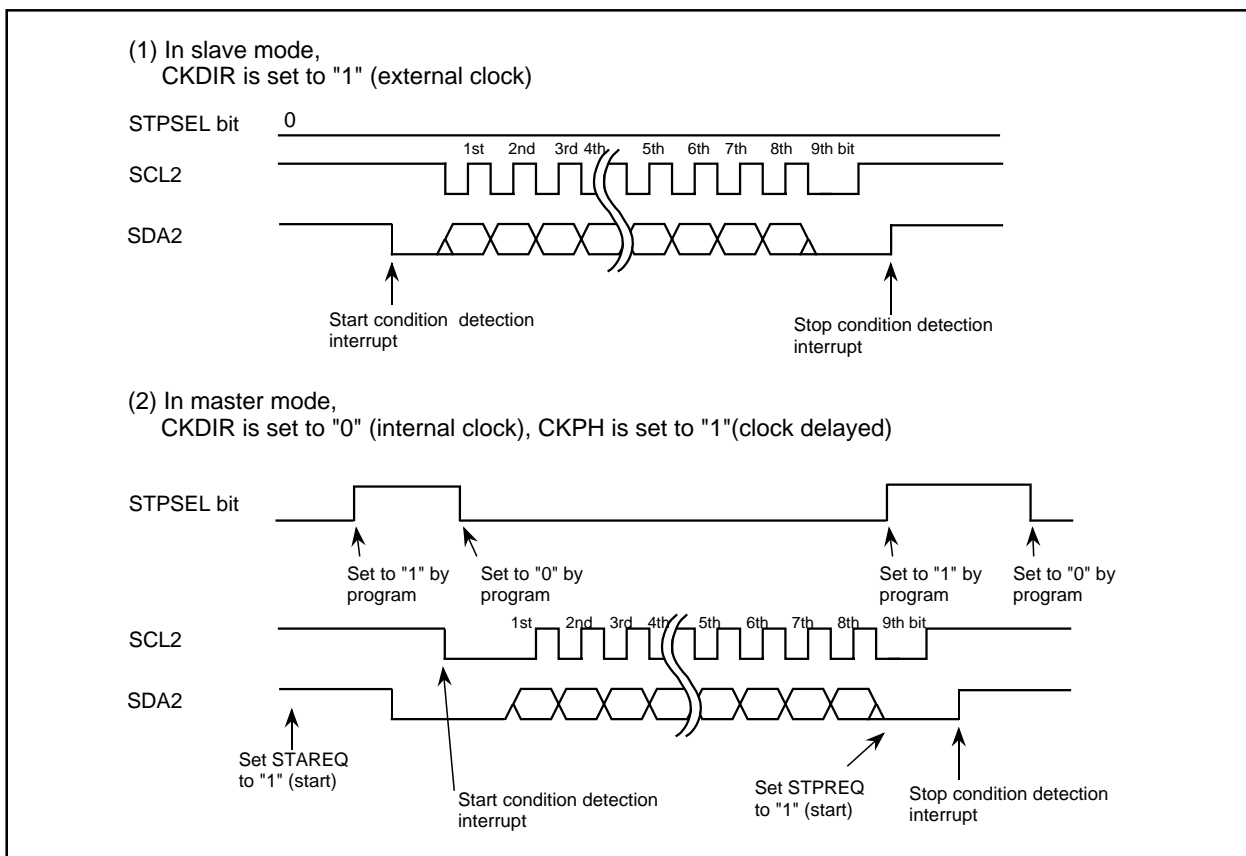 (1) In slave mode,
CKDIR is set to "1" (external clock)
STPSEL bit
0
1st 2nd 3rd 4th 5th 6th 7th 8th 9th bit
SCL2
SDA2
Start condition detection
interrupt
Stop condition detection
interrupt
(2) In master mode,
CKDIR is set to "0" (internal clock), CKPH is set to "1"(clock delayed)
STPSEL bit
Set to "1" by
program
Set to "0" by
program
Set to "1" by
program
Set to "0" by
program
1st 2nd 3rd 4th 5th 6th 7th 8th 9th bit
SCL2
SDA2
Set STAREQ
to "1" (start)
Start condition detection
interrupt
Set STPREQ
to "1" (start)
Stop condition detection
interrupt